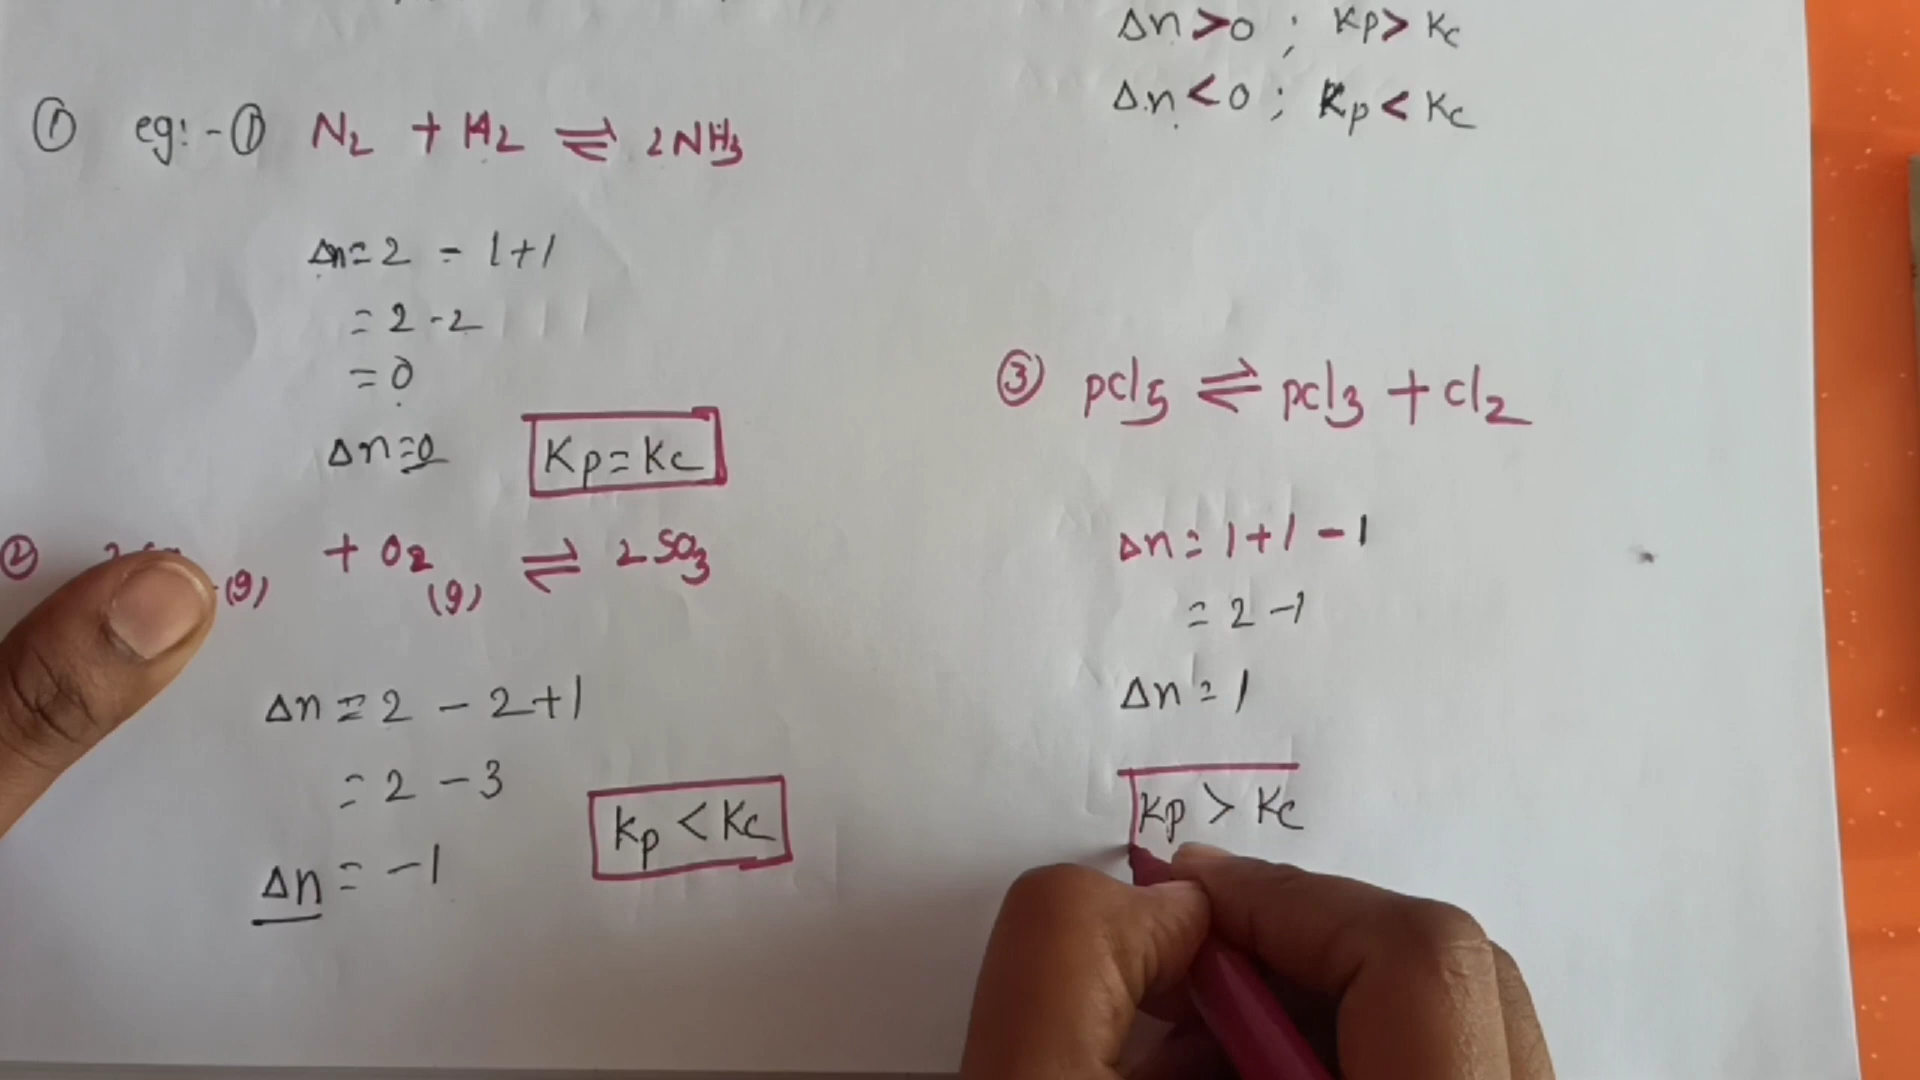 Δn>0 ; Kp> Kc
Δn<0 ; Kp< Kc
① eg:-① N2 + H2 ⇌ 2NH3
Δn=2 - 1+1
= 2-2
= 0
Δn=0 Kp=Kc
② (g) + O2 (g) ⇌ 2SO3
Δn = 2 - 2+1
= 2 - 3
Δn = -1
Kp < Kc
③ pcl5 ⇌ pcl3 + cl2
Δn = 1+1 - 1
= 2 -1
Δn = 1
Kp > Kc